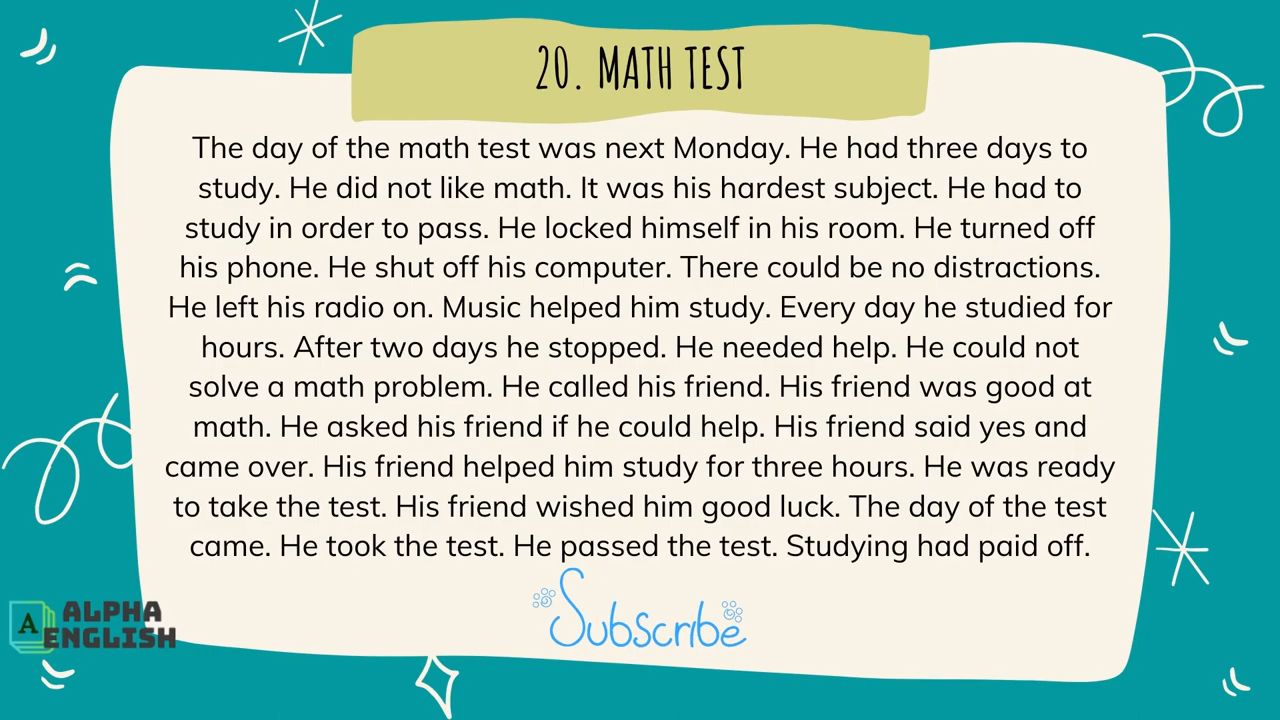 20. MATH TEST
The day of the math test was next Monday. He had three days to
study. He did not like math. It was his hardest subject. He had to
study in order to pass. He locked himself in his room. He turned off
his phone. He shut off his computer. There could be no distractions.
He left his radio on. Music helped him study. Every day he studied for
hours. After two days he stopped. He needed help. He could not
solve a math problem. He called his friend. His friend was good at
math. He asked his friend if he could help. His friend said yes and
came over. His friend helped him study for three hours. He was ready
to take the test. His friend wished him good luck. The day of the test
came. He took the test. He passed the test. Studying had paid off.
Subscribe
A
ALPHA
ENGLISH